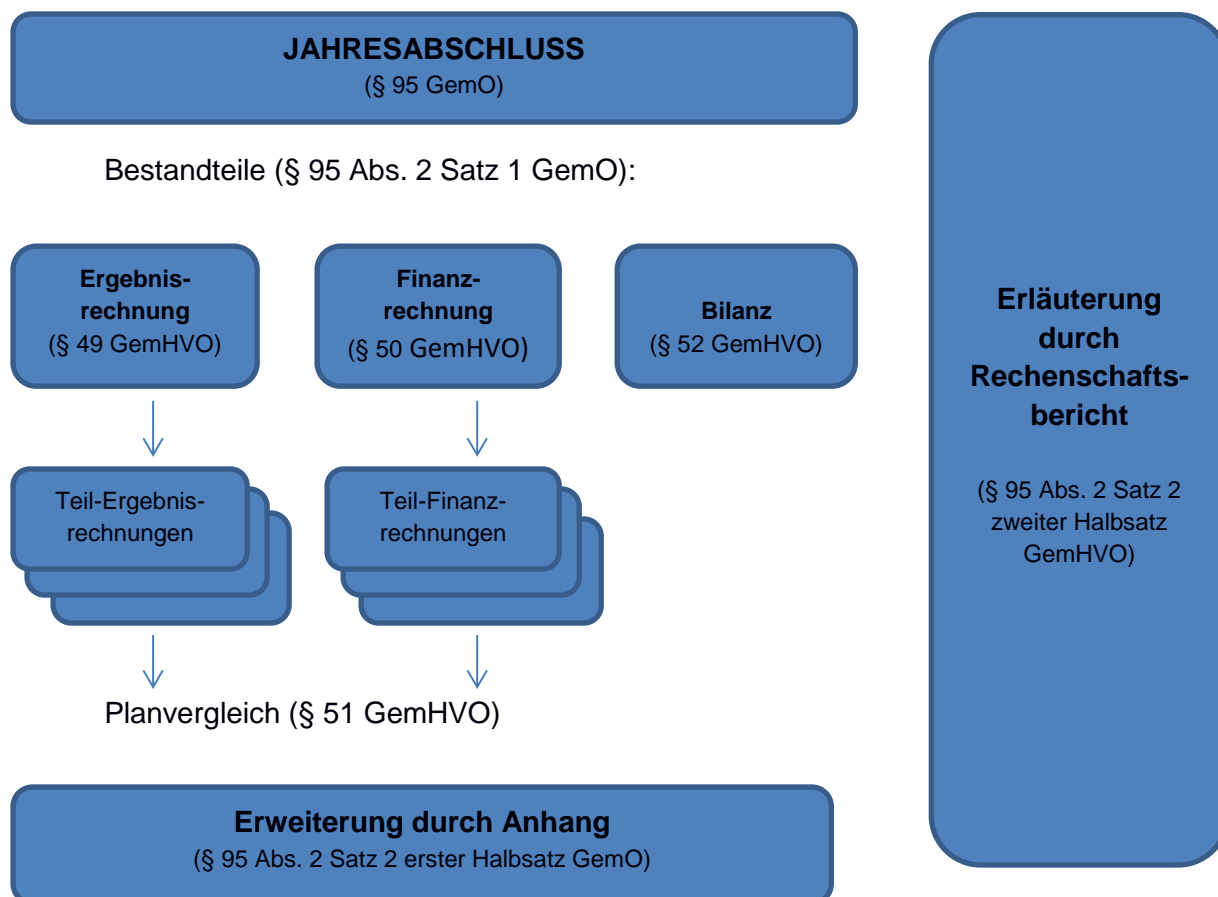 JAHRESABSCHLUSS
(§ 95 GemO)
Bestandteile (§ 95 Abs. 2 Satz 1 GemO):
Ergebnis-
rechnung
(§ 49 GemHVO)
Finanz-
rechnung
(§ 50 GemHVO)
Bilanz
(§ 52 GemHVO)
Teil-Ergebnis-
rechnungen
Teil-Finanz-
rechnungen
Planvergleich (§ 51 GemHVO)
Erweiterung durch Anhang
(§ 95 Abs. 2 Satz 2 erster Halbsatz GemO)
Erläuterung
durch
Rechenschafts-
bericht
(§ 95 Abs. 2 Satz 2
zweiter Halbsatz
GemHVO)